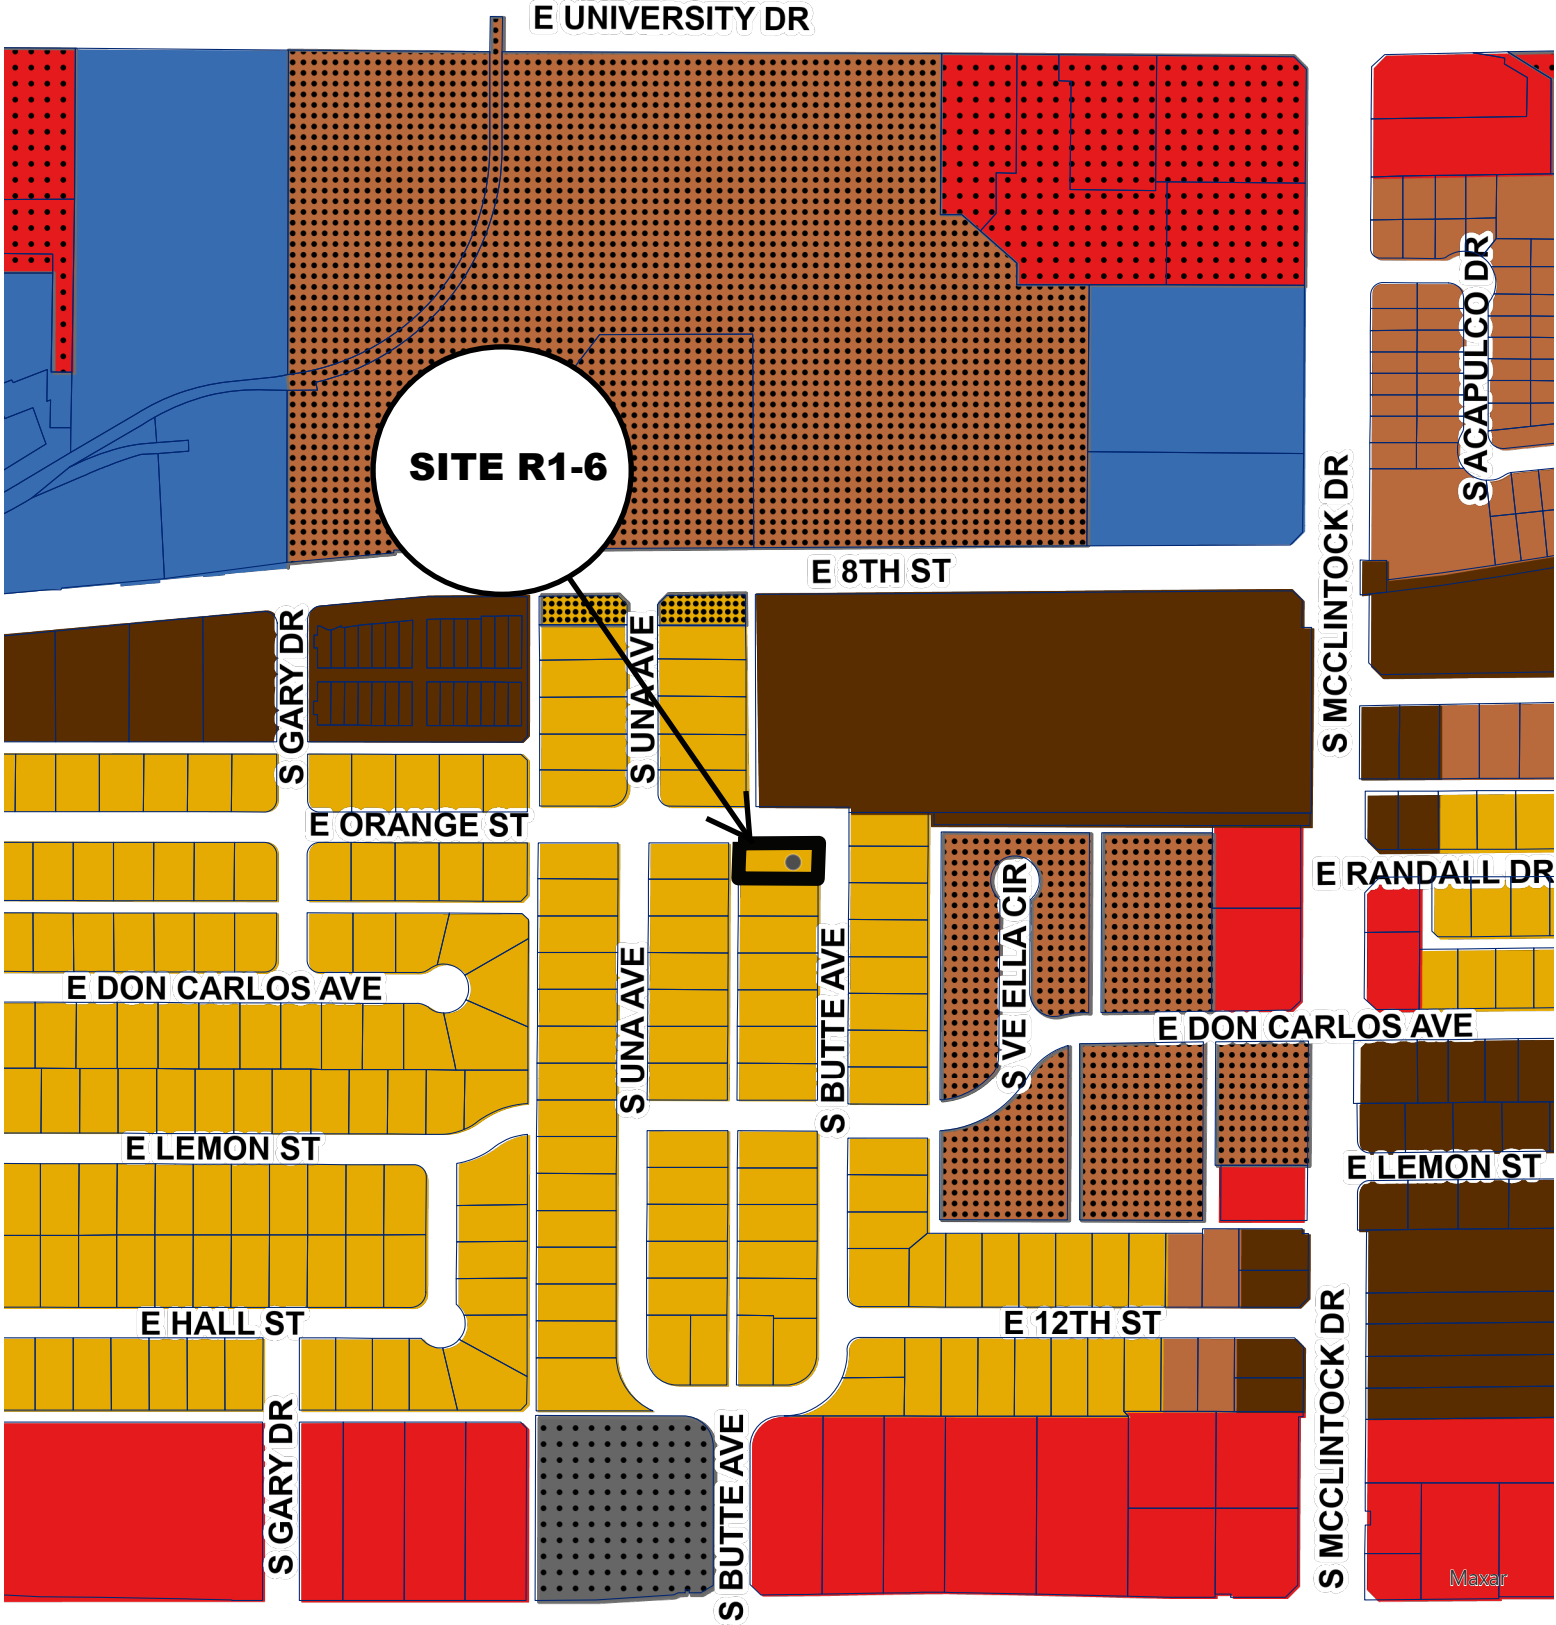 E UNIVERSITY DR
S ACAPULCO DR
SITE R1-6
S MCCLINTOCK DR
E 8TH ST
S GARY DR
S UNA AVE
E ORANGE ST
E RANDALL DR
S VE ELLA CIR
E DON CARLOS AVE
S UNA AVE
S BUTTE AVE
E DON CARLOS AVE
E LEMON ST
E LEMON ST
E HALL ST
E 12TH ST
S MCCLINTOCK DR
S GARY DR
S BUTTE AVE
Maxar